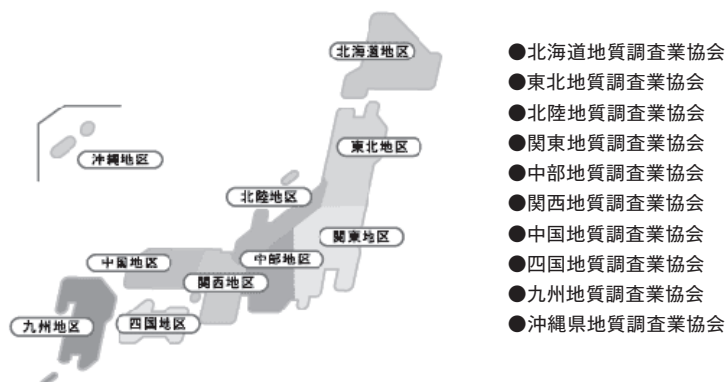 北海道地区
東北地区
沖縄地区
北陸地区
関東地区
中部地区
中国地区
関西地区
四国地区
九州地区
●北海道地質調査業協会
●東北地質調査業協会
●北陸地質調査業協会
●関東地質調査業協会
●中部地質調査業協会
●関西地質調査業協会
●中国地質調査業協会
●四国地質調査業協会
●九州地質調査業協会
●沖縄県地質調査業協会